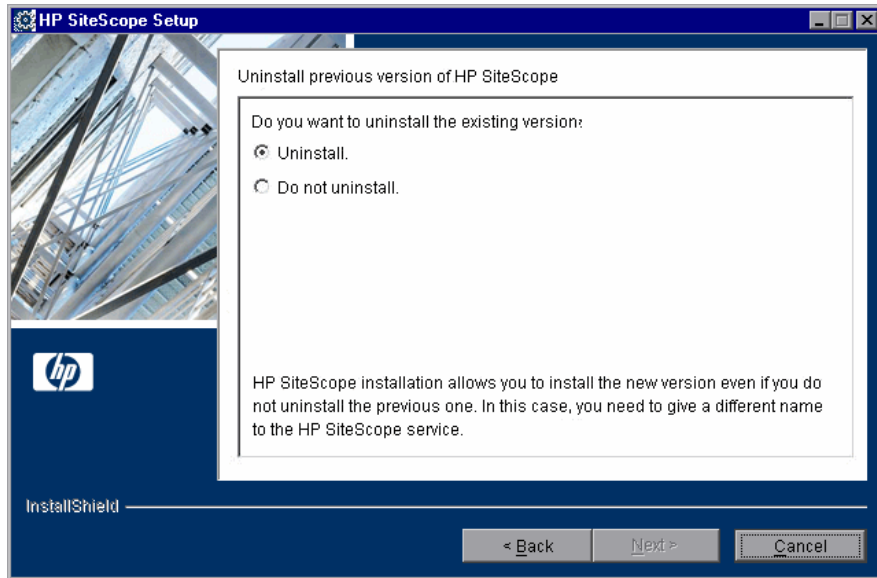 HP SiteScope Setup
Uninstall previous version of HP SiteScope
Do you want to uninstall the existing version?
Uninstall.
Do not uninstall.
hp
HP SiteScope installation allows you to install the new version even if you do
not uninstall the previous one. In this case, you need to give a different name
to the HP SiteScope service.
InstallShield
< Back
Next >
Cancel